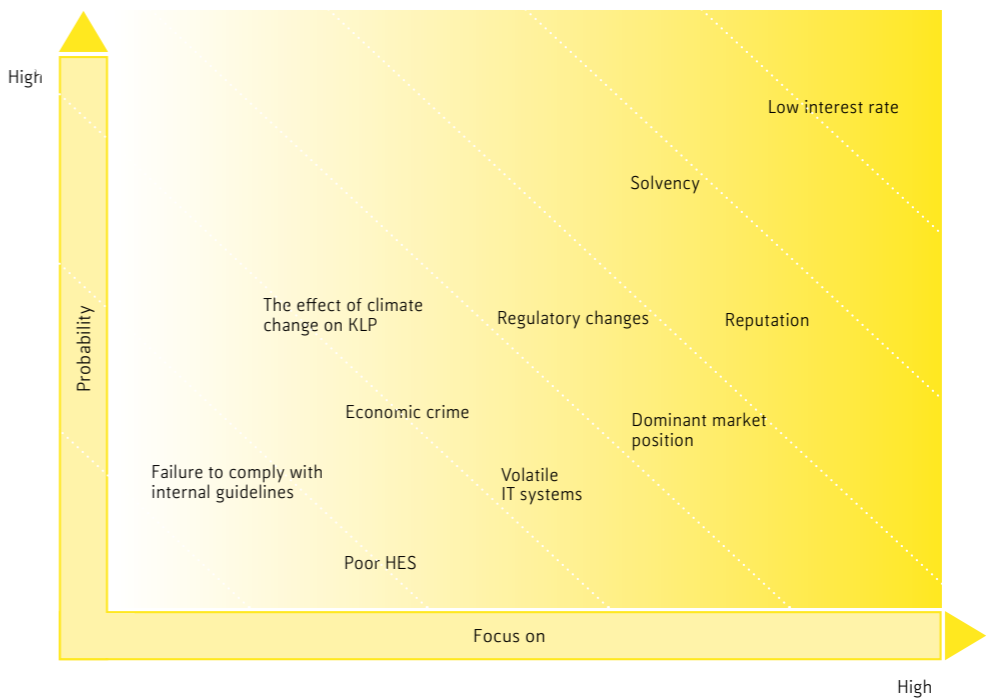 High
Low interest rate
Solvency
The effect of climate
change on KLP
Regulatory changes
Reputation
Probability
Economic crime
Dominant market
position
Failure to comply with
internal guidelines
Volatile
IT systems
Poor HES
Focus on
High